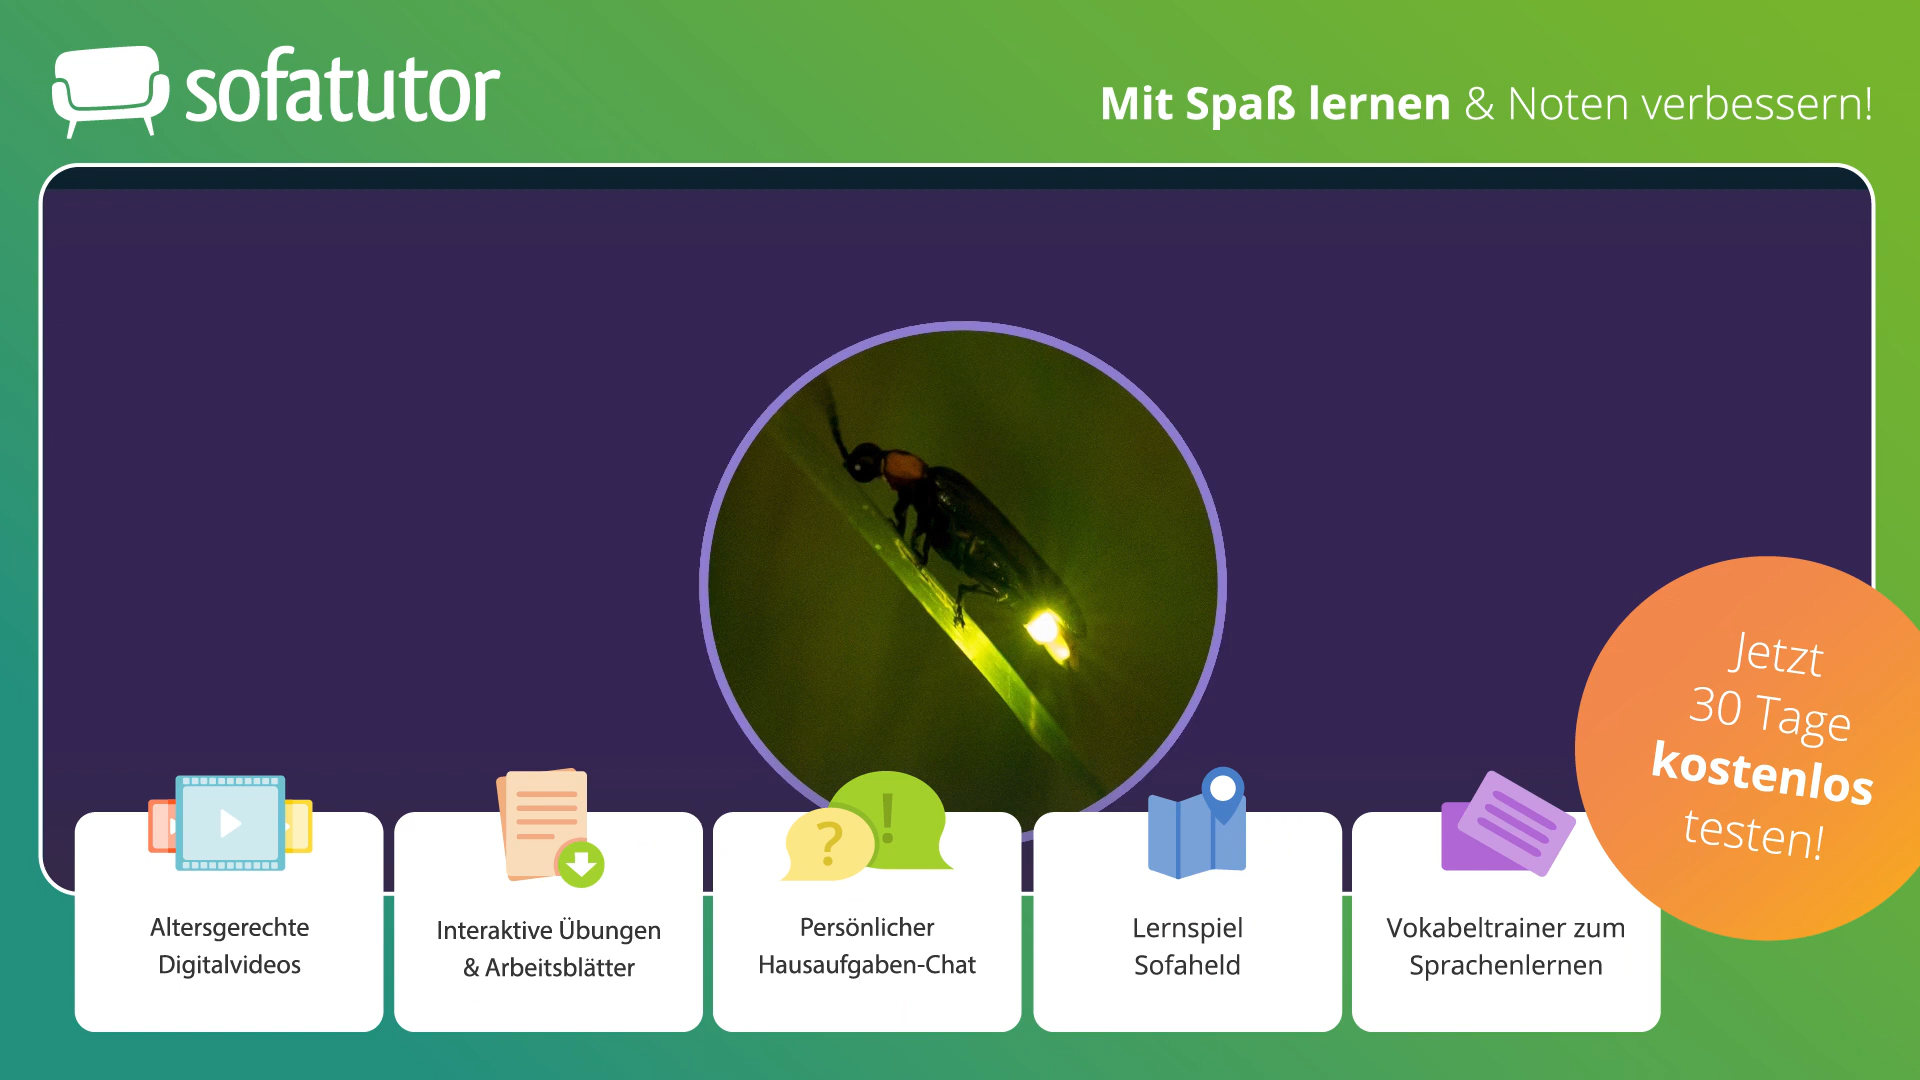 sofatutor
Mit Spaß lernen & Noten verbessern!
Jetzt
30 Tage
kostenlos
testen!
?
!
Altersgerechte
Digitalvideos
Interaktive Übungen
& Arbeitsblätter
Persönlicher
Hausaufgaben-Chat
Lernspiel
Sofaheld
Vokabeltrainer zum
Sprachenlernen